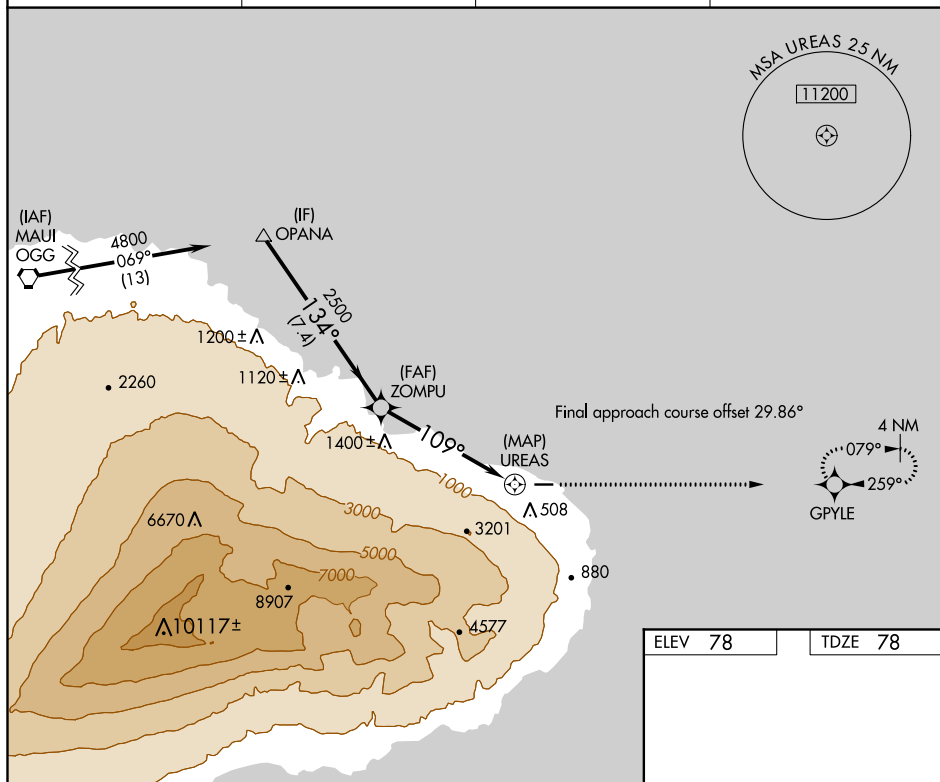 MSA UREAS 25 NM
11200
(IAF)
MAUI
OGG
4800
069°
(13)
(IF)
OPANA
2500
134°
(7.4)
1200 ±
1120 ±
2260
(FAF)
ZOMPU
1400 ±
109°
Final approach course offset 29.86°
(MAP)
UREAS
4 NM
079°
259°
GPYLE
1000
3000
5000
7000
508
3201
6670
880
8907
10117±
4577
ELEV 78
TDZE 78